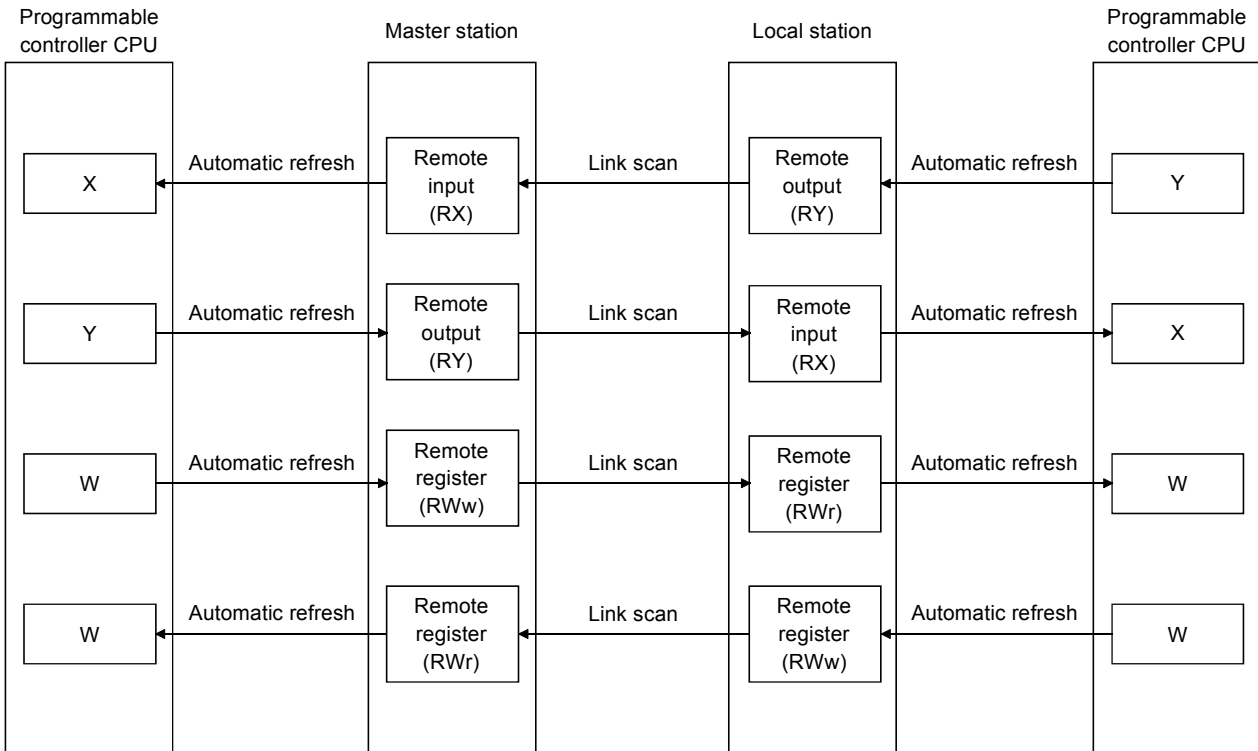 Programmable
controller CPU
Master station
Local station
Programmable
controller CPU
X
Automatic refresh
Remote
input
(RX)
Link scan
Remote
output
(RY)
Automatic refresh
Y
Y
Automatic refresh
Remote
output
(RY)
Link scan
Remote
input
(RX)
Automatic refresh
X
W
Automatic refresh
Remote
register
(RWw)
Link scan
Remote
register
(RWr)
Automatic refresh
W
W
Automatic refresh
Remote
register
(RWr)
Link scan
Remote
register
(RWw)
Automatic refresh
W